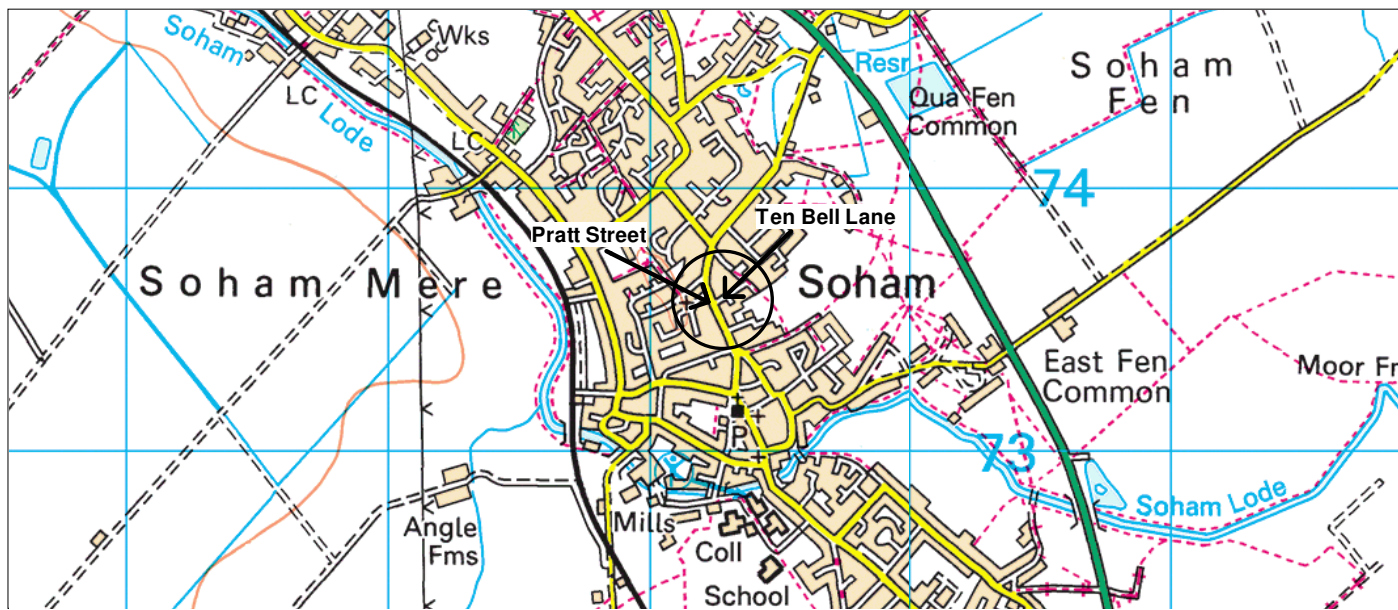 Soham
Wks
LC
Lode
LC
Resr
Qua Fen
Common
Soham
Fen
74
Ten Bell Lane
Pratt Street
Soham Mere
Soham
East Fen
Common
Moor Fm
P
73
Soham Lode
Angle
Fms
Mills
Coll
School